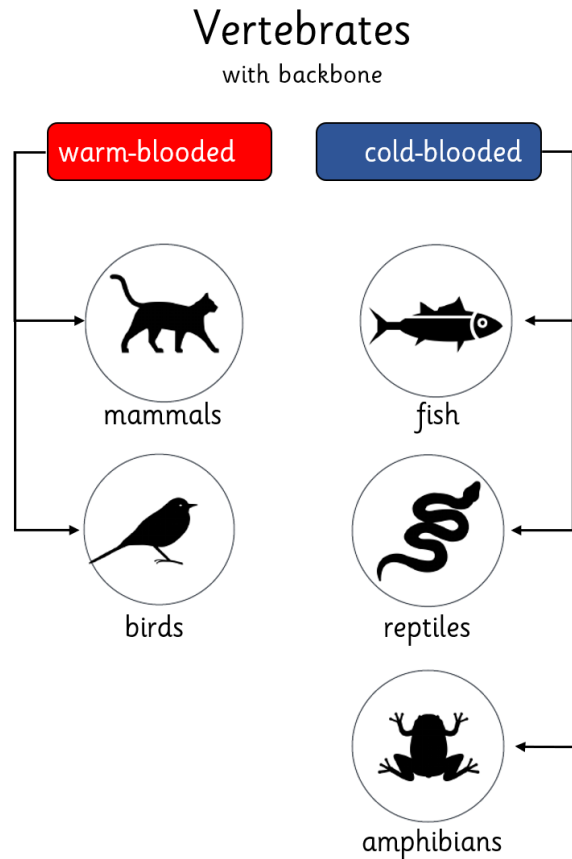 Vertebrates
with backbone
warm-blooded
cold-blooded
mammals
fish
birds
reptiles
amphibians